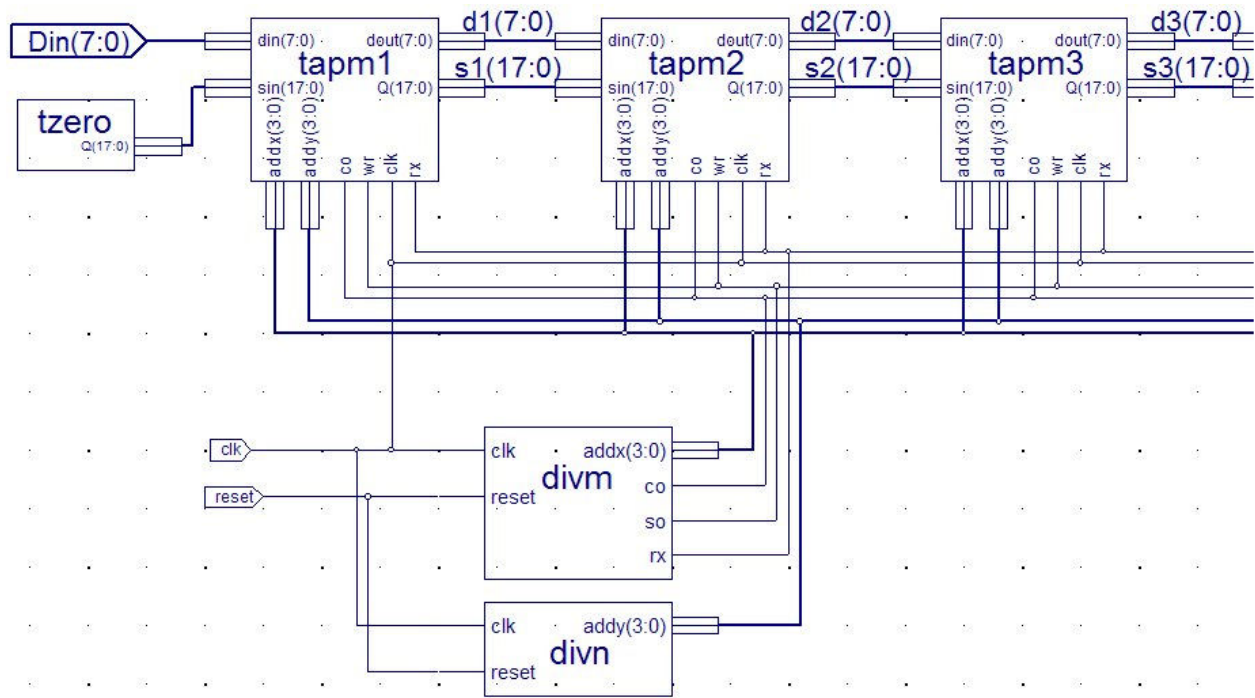 Din(7:0)
tzero
Q(17:0)
din(7:0)
dout(7:0)
tapm1
sin(17:0)
Q(17:0)
addx(3:0)
addy(3:0)
co
wr
clk
rx
d1(7:0)
s1(17:0)
din(7:0)
dout(7:0)
tapm2
sin(17:0)
Q(17:0)
addx(3:0)
addy(3:0)
co
wr
clk
rx
d2(7:0)
s2(17:0)
din(7:0)
dout(7:0)
tapm3
sin(17:0)
Q(17:0)
addx(3:0)
addy(3:0)
co
wr
clk
rx
d3(7:0)
s3(17:0)
clk
reset
clk
addx(3:0)
divm
co
reset
so
rx
clk
addy(3:0)
divn
reset